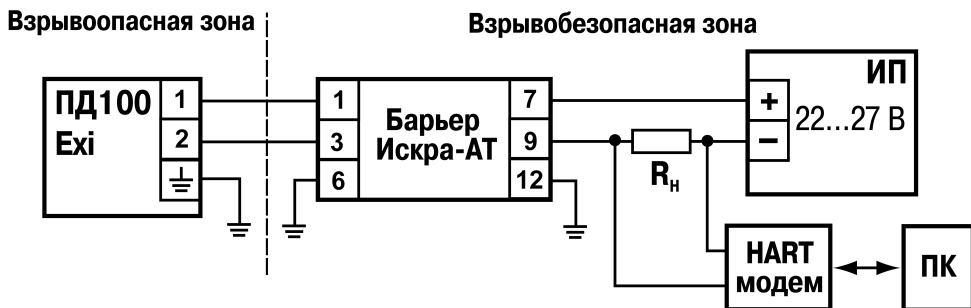 Взрывоопасная зона
Взрывобезопасная зона
ПД100
Exi
1
2
1
3
6
Барьер
Искра-АТ
7
9
12
R_H
ИП
+
–
22...27 В
HART
модем
ПК